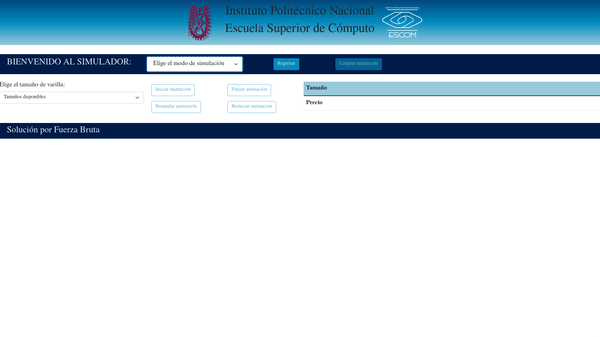 Instituto Politécnico Nacional
Escuela Superior de Cómputo
ESCOM
BIENVENIDO AL SIMULADOR:
Elige el modo de simulación
Regresar
Limpiar animación
Elige el tamaño de varilla:
Tamaños disponibles
Iniciar animación
Pausar animación
Reanudar animación
Reiniciar animación
Tamaño
Precio
Solución por Fuerza Bruta